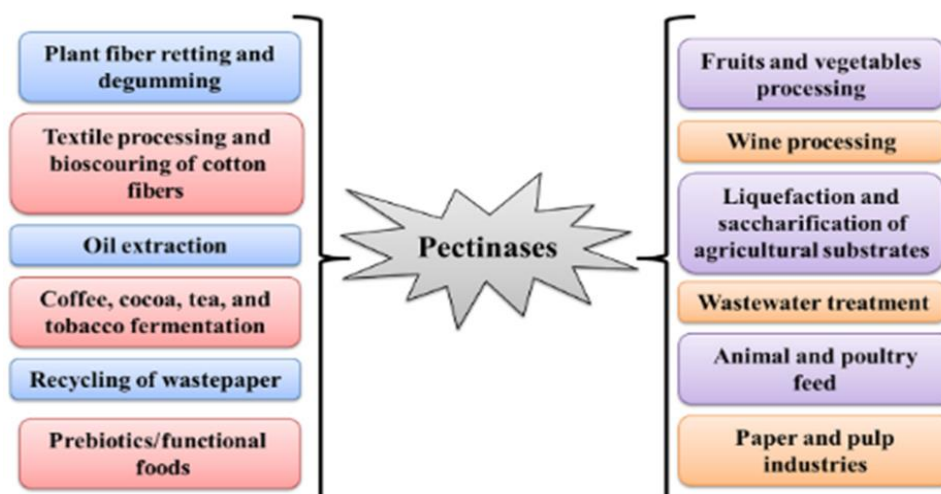 Plant fiber retting and
degumming
Textile processing and
bioscouring of cotton
fibers
Oil extraction
Coffee, cocoa, tea, and
tobacco fermentation
Recycling of wastepaper
Prebiotics/functional
foods
Pectinases
Fruits and vegetables
processing
Wine processing
Liquefaction and
saccharification of
agricultural substrates
Wastewater treatment
Animal and poultry
feed
Paper and pulp
industries